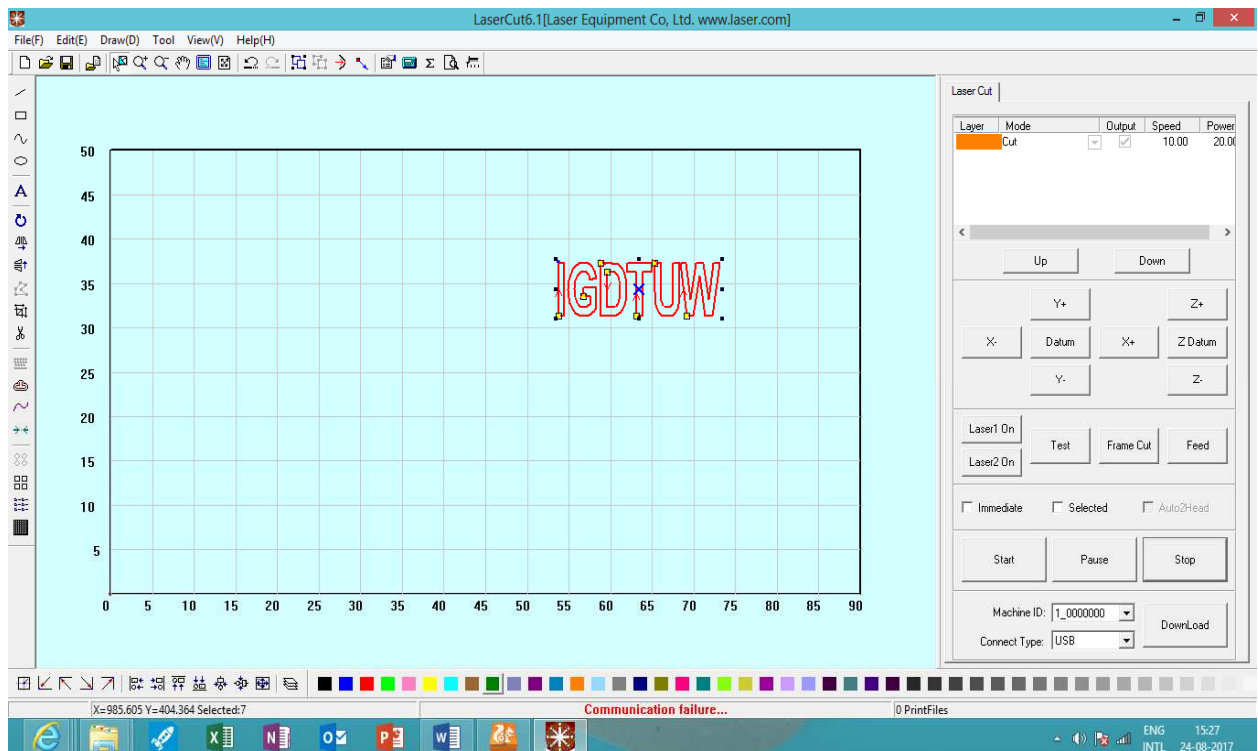 LaserCut6.1[Laser Equipment Co, Ltd. www.laser.com]
File(F) Edit(E) Draw(D) Tool View(V) Help(H)
Laser Cut
Layer Mode Output Speed Power
Cut 10.00 20.00
50
45
40
35
30
25
20
15
10
5
0 5 10 15 20 25 30 35 40 45 50 55 60 65 70 75 80 85 90
IGDTUW
Up Down
Y+ Z+
X- Datum X+ Z Datum
Y- Z-
Laser1 On
Test Frame Cut Feed
Laser2 On
Immediate Selected Auto2Head
Start Pause Stop
Machine ID: 1_0000000
DownLoad
Connect Type: USB
X=985.605 Y=404.364 Selected:7 Communication failure... 0 PrintFiles
ENG 15:27
INTL 24-08-2017